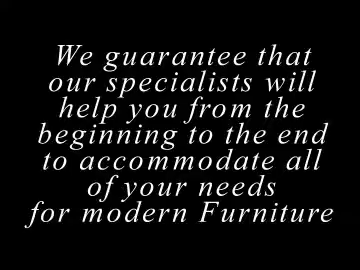 We guarantee that
our specialists will
help you from the
beginning to the end
to accommodate all
of your needs
for modern Furniture